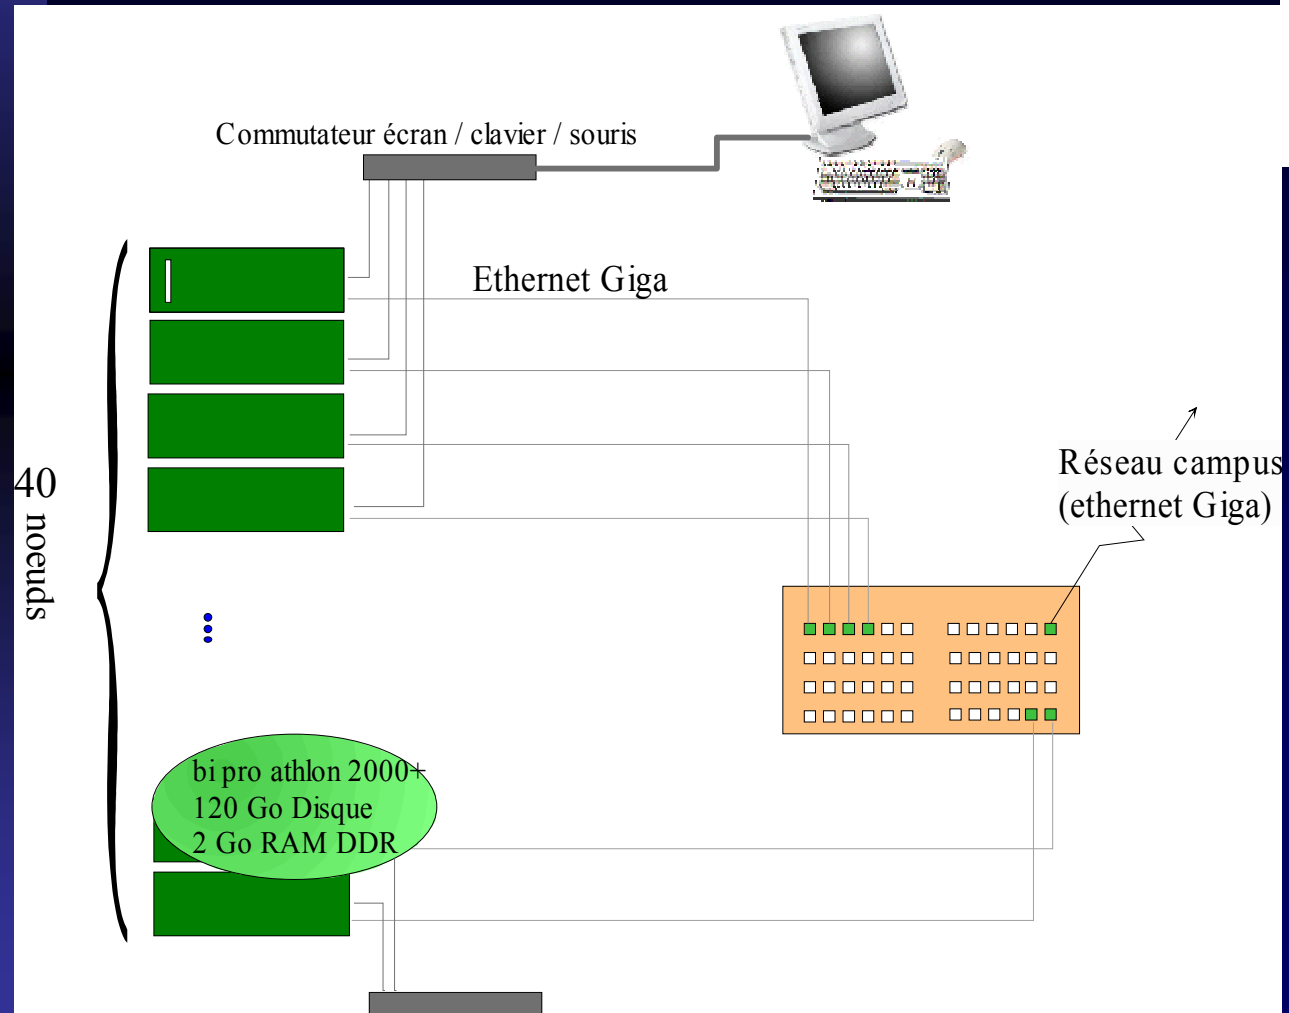 Commutateur écran / clavier / souris
Ethernet Giga
Réseau campus
(ethernet Giga)
40
noeuds
bi pro athlon 2000+
120 Go Disque
2 Go RAM DDR